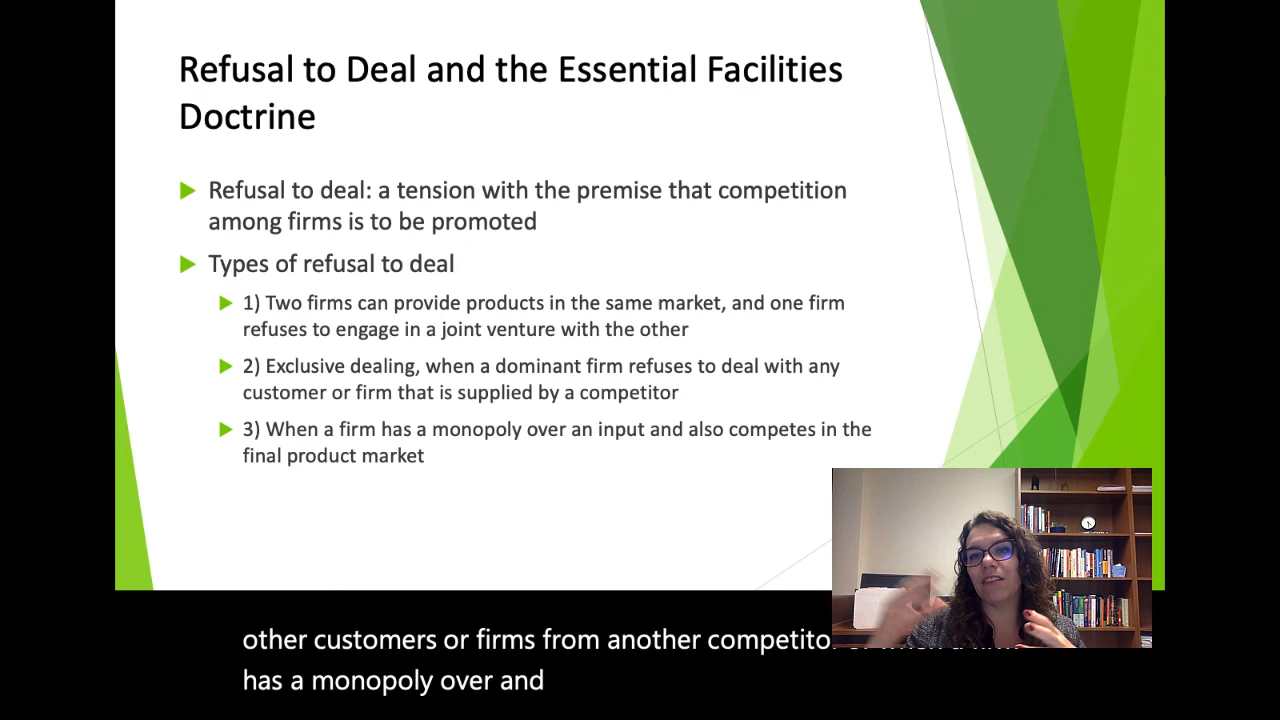 Refusal to Deal and the Essential Facilities
Doctrine
Refusal to deal: a tension with the premise that competition
among firms is to be promoted
Types of refusal to deal
1) Two firms can provide products in the same market, and one firm
refuses to engage in a joint venture with the other
2) Exclusive dealing, when a dominant firm refuses to deal with any
customer or firm that is supplied by a competitor
3) When a firm has a monopoly over an input and also competes in the
final product market
other customers or firms from another
has a monopoly over and